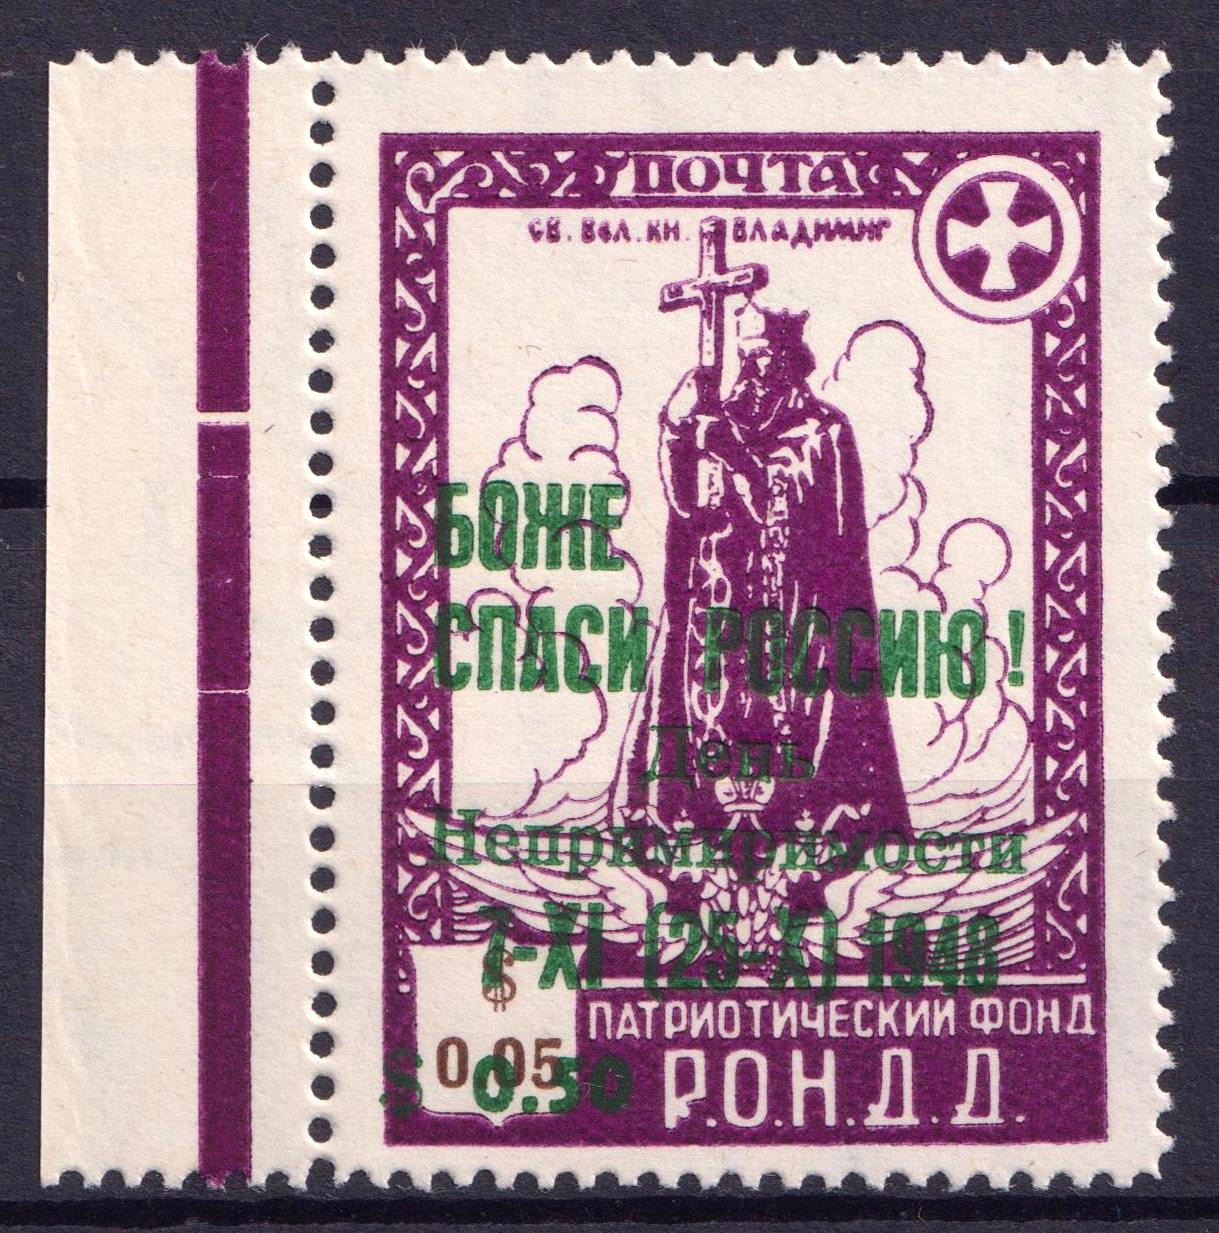 ПОЧТА
СВ. ВЕЛ. КН. ВЛАДИМИР
БОЖЕ
СПАСИ РОССИЮ!
День
Непримиримости
7-XI (25-X) 1948
$
0.05
$ 0.50
ПАТРИОТИЧЕСКИЙ ФОНД
Р.О.Н.Д.Д.